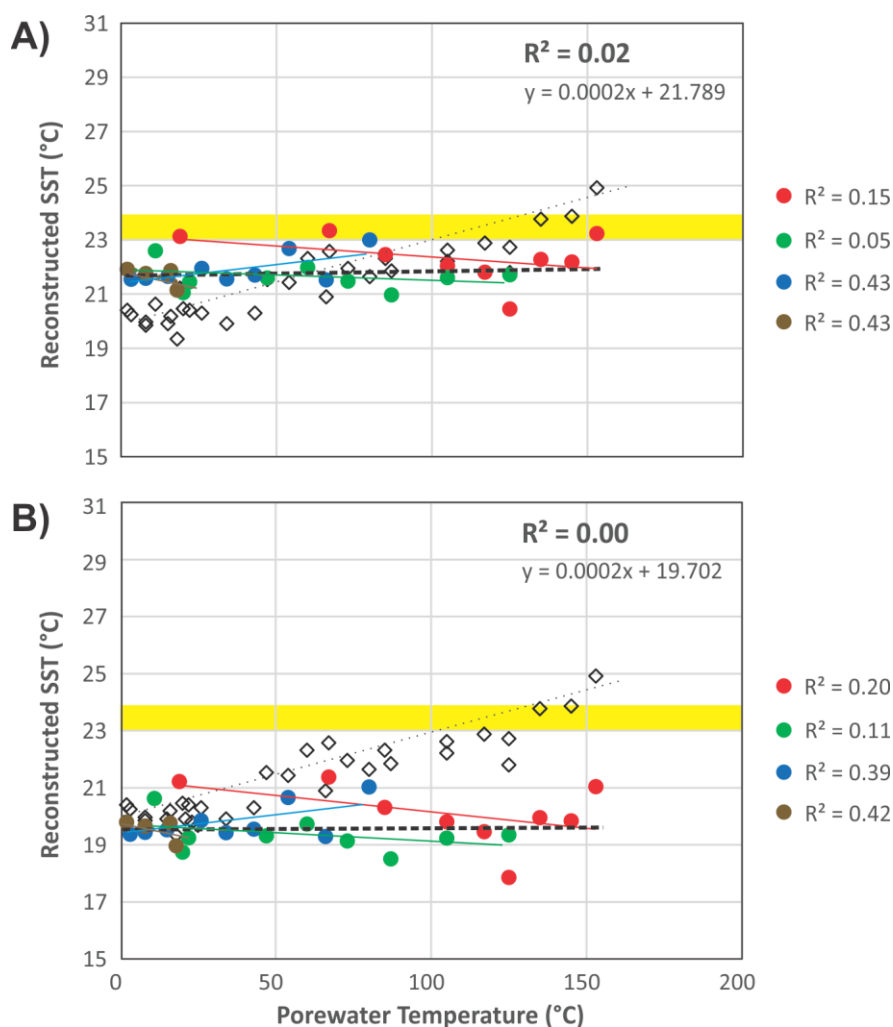 A)
Reconstructed SST (°C)
31
29
27
25
23
21
19
17
15
R² = 0.02
y = 0.0002x + 21.789
R² = 0.15
R² = 0.05
R² = 0.43
R² = 0.43
B)
Reconstructed SST (°C)
31
29
27
25
23
21
19
17
15
R² = 0.00
y = 0.0002x + 19.702
R² = 0.20
R² = 0.11
R² = 0.39
R² = 0.42
0 50 100 150 200
Porewater Temperature (°C)